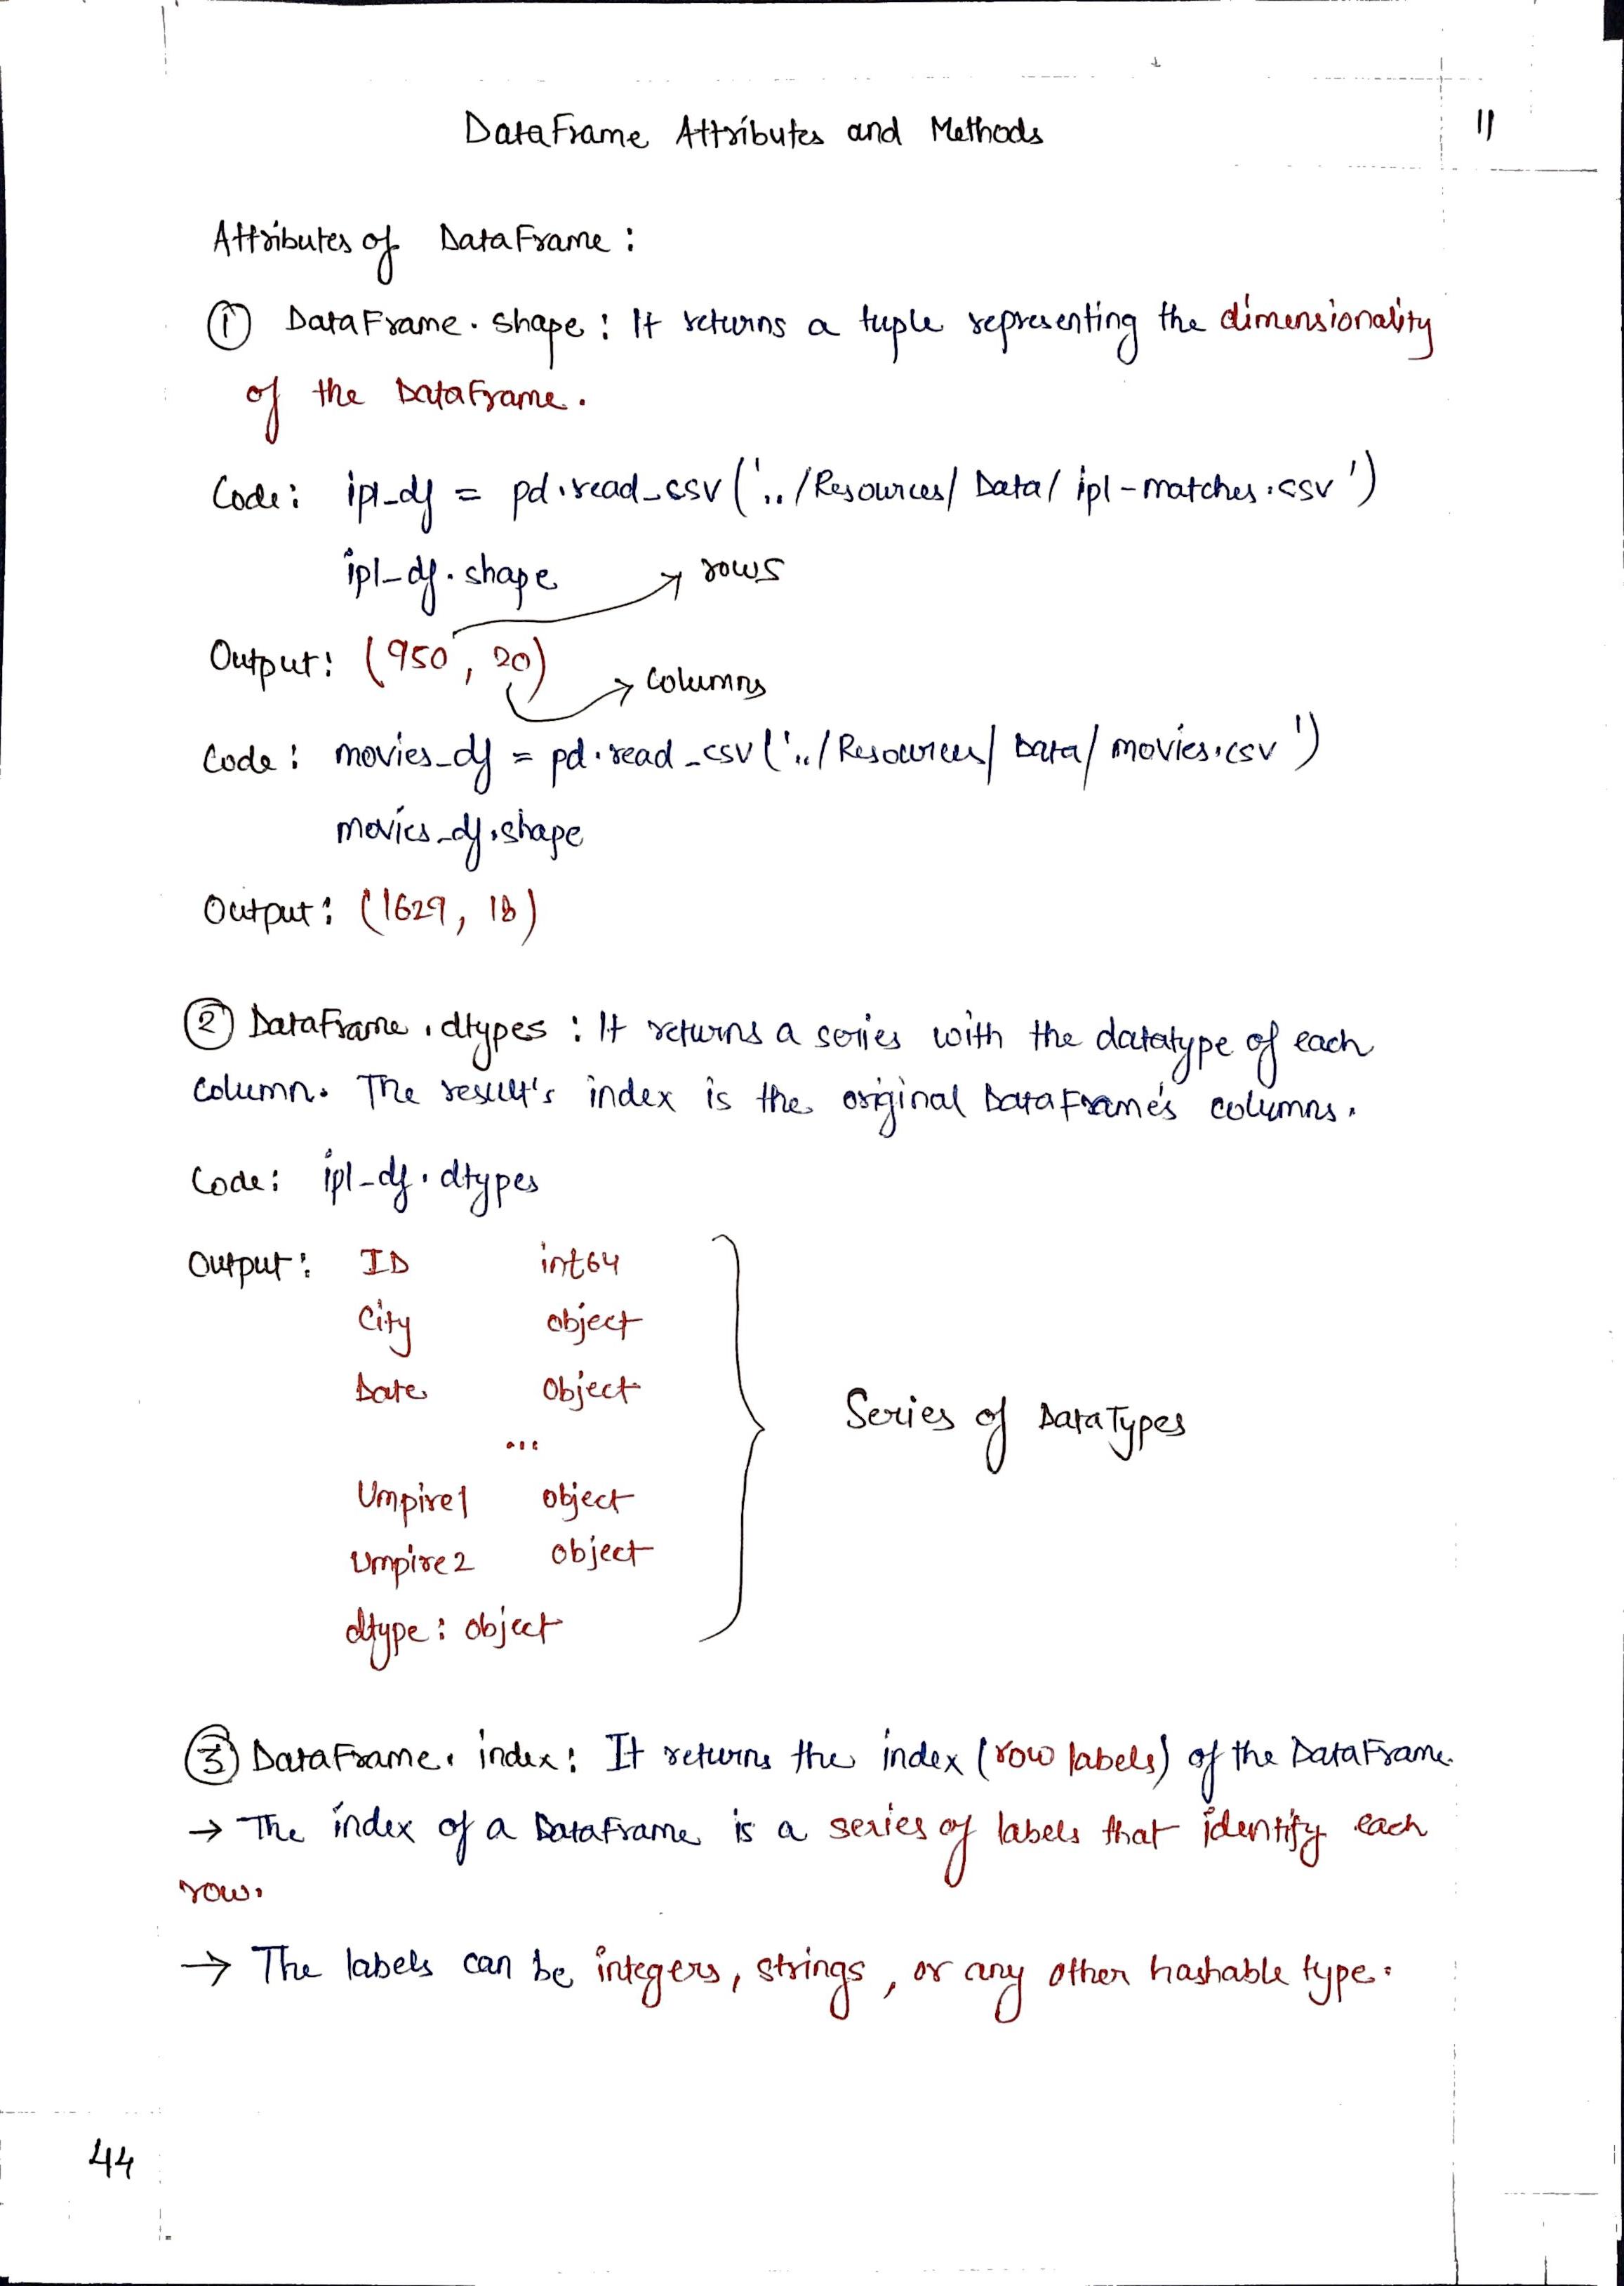 DataFrame Attributes and Methods
11
Attributes of DataFrame :
① DataFrame. shape : It returns a tuple representing the dimensionality
of the DataFrame.
Code: ipl_df = pd.read_csv('../Resources/Data/ipl-matches.csv')
ipl_df.shape
rows
Output: (950, 20)
columns
Code: movies_df = pd.read_csv('../Resources/Data/movies.csv')
movies_df.shape
Output: (1629, 18)
② DataFrame.dtypes : It returns a series with the datatype of each
column. The result's index is the original DataFrame's columns.
Code: ipl_df.dtypes
Output: ID int64
City object
Date object
...
Umpire1 object
Umpire2 object
dtype: object
Series of DataTypes
③ DataFrame. index: It returns the index (row labels) of the DataFrame.
→ The index of a DataFrame is a series of labels that identify each
row.
→ The labels can be integers, strings, or any other hashable type.
44